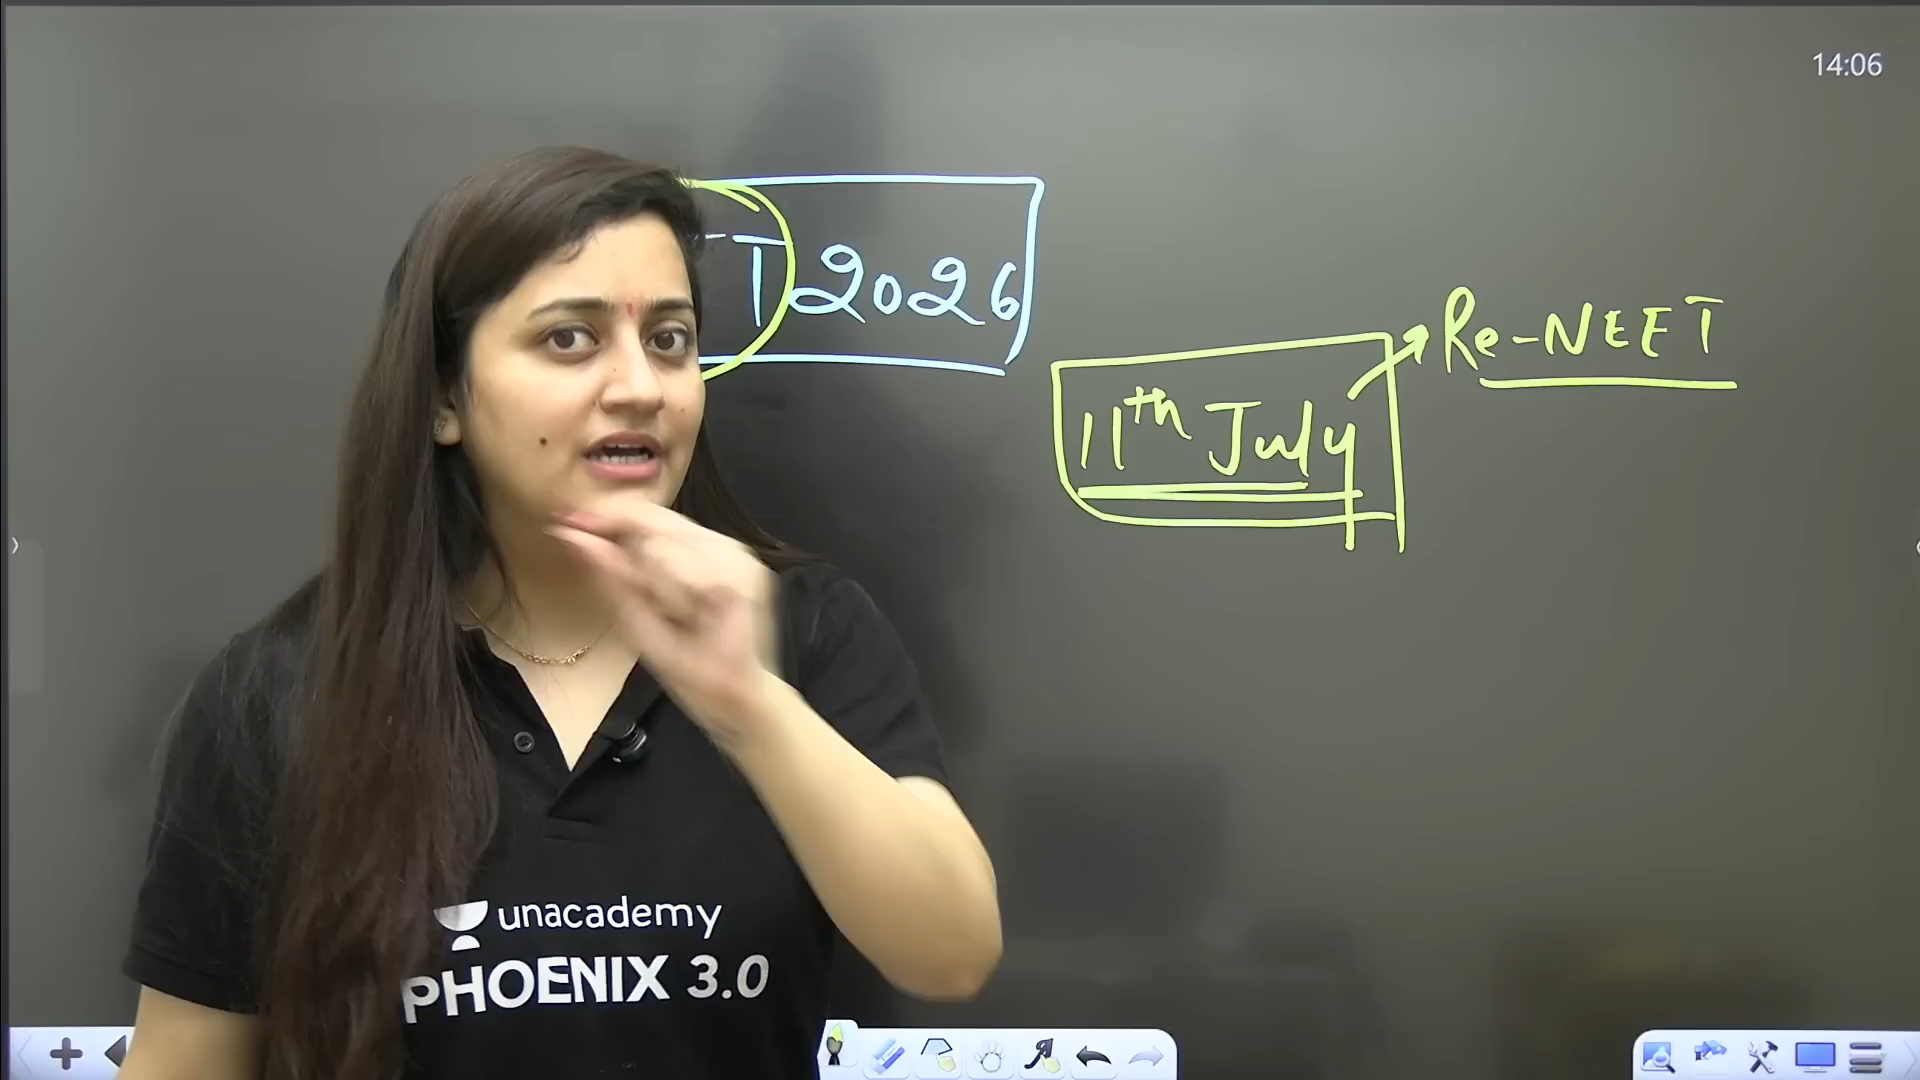 14:06
T 2026
Re-NEET
11th July
unacademy
PHOENIX 3.0